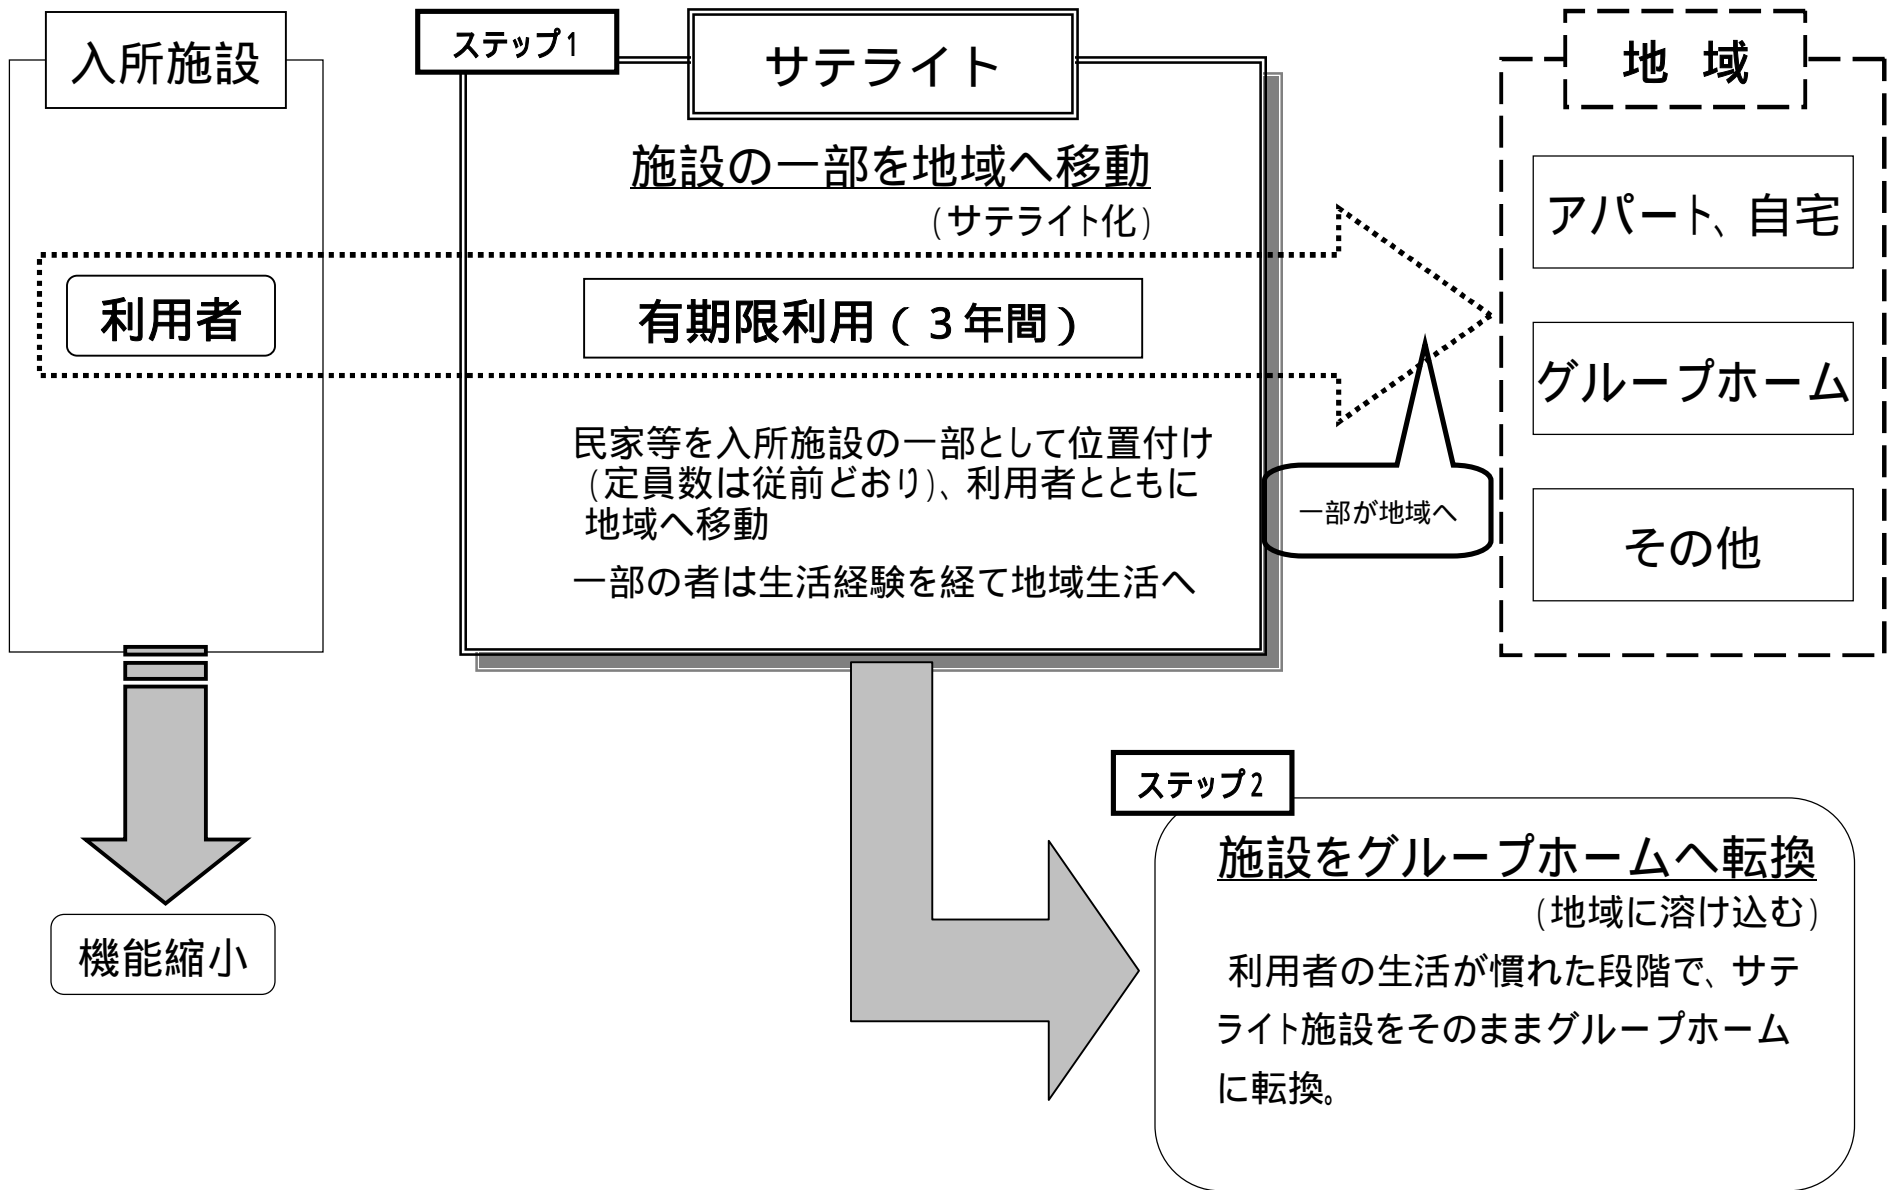 入所施設
ステップ1
サテライト
地 域
施設の一部を地域へ移動
(サテライト化)
アパート、自宅
利用者
有期限利用(3年間)
グループホーム
民家等を入所施設の一部として位置付け
(定員数は従前どおり)、利用者とともに
地域へ移動
一部が地域へ
その他
一部の者は生活経験を経て地域生活へ
機能縮小
ステップ2
施設をグループホームへ転換
(地域に溶け込む)
利用者の生活が慣れた段階で、サテ
ライト施設をそのままグループホーム
に転換。